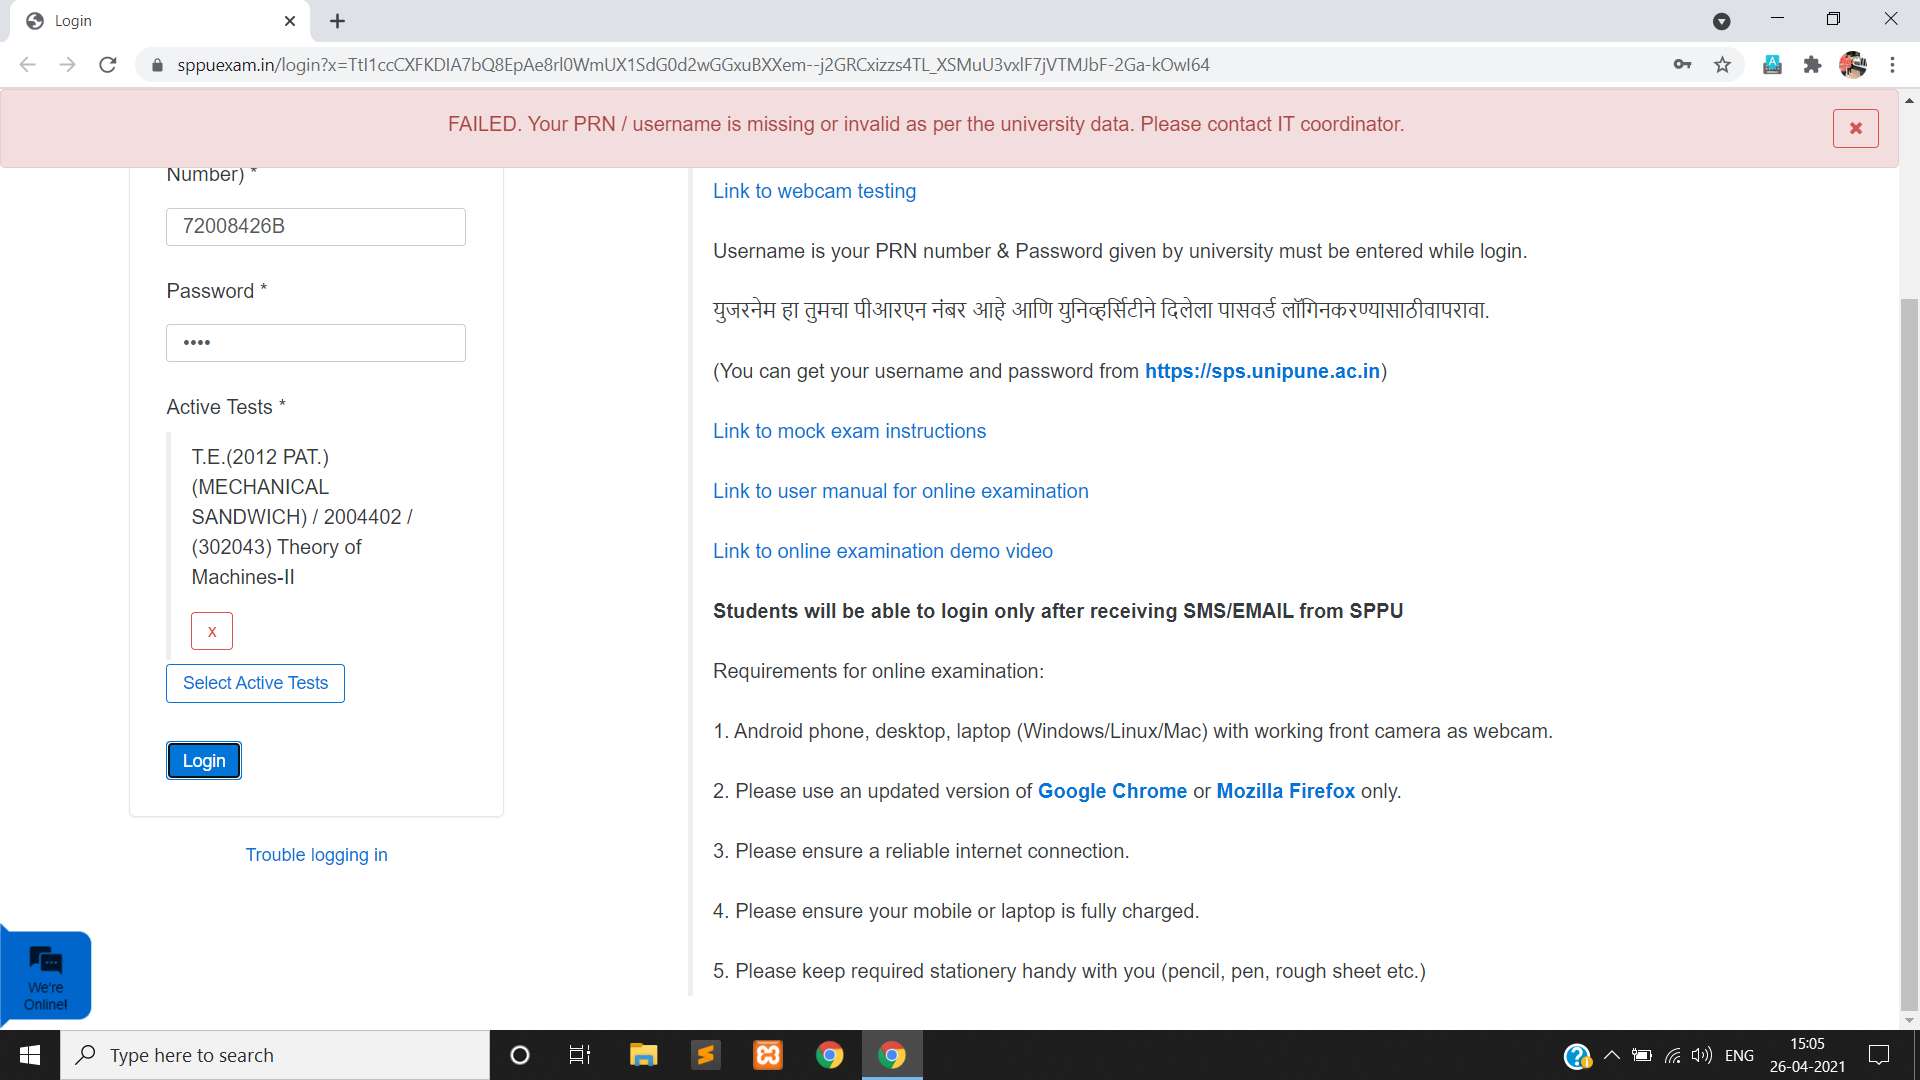 Login
sppuexam.in/login?x=TtI1ccCXFKDIA7bQ8EpAe8rl0WmUX1SdG0d2wGGxuBXXem--j2GRCxizzs4TL_XSMuU3vxlF7jVTMJbF-2Ga-kOwI64
FAILED. Your PRN / username is missing or invalid as per the university data. Please contact IT coordinator.
Number) *
72008426B
Password *
••••
Active Tests *
T.E.(2012 PAT.)
(MECHANICAL
SANDWICH) / 2004402 /
(302043) Theory of
Machines-II
x
Select Active Tests
Login
Trouble logging in
We're
Online!
Link to webcam testing
Username is your PRN number & Password given by university must be entered while login.
युजरनेम हा तुमचा पीआरएन नंबर आहे आणि युनिव्हर्सिटीने दिलेला पासवर्ड लॉगिनकरण्यासाठीवापरावा.
(You can get your username and password from https://sps.unipune.ac.in)
Link to mock exam instructions
Link to user manual for online examination
Link to online examination demo video
Students will be able to login only after receiving SMS/EMAIL from SPPU
Requirements for online examination:
1. Android phone, desktop, laptop (Windows/Linux/Mac) with working front camera as webcam.
2. Please use an updated version of Google Chrome or Mozilla Firefox only.
3. Please ensure a reliable internet connection.
4. Please ensure your mobile or laptop is fully charged.
5. Please keep required stationery handy with you (pencil, pen, rough sheet etc.)
Type here to search
ENG
15:05
26-04-2021